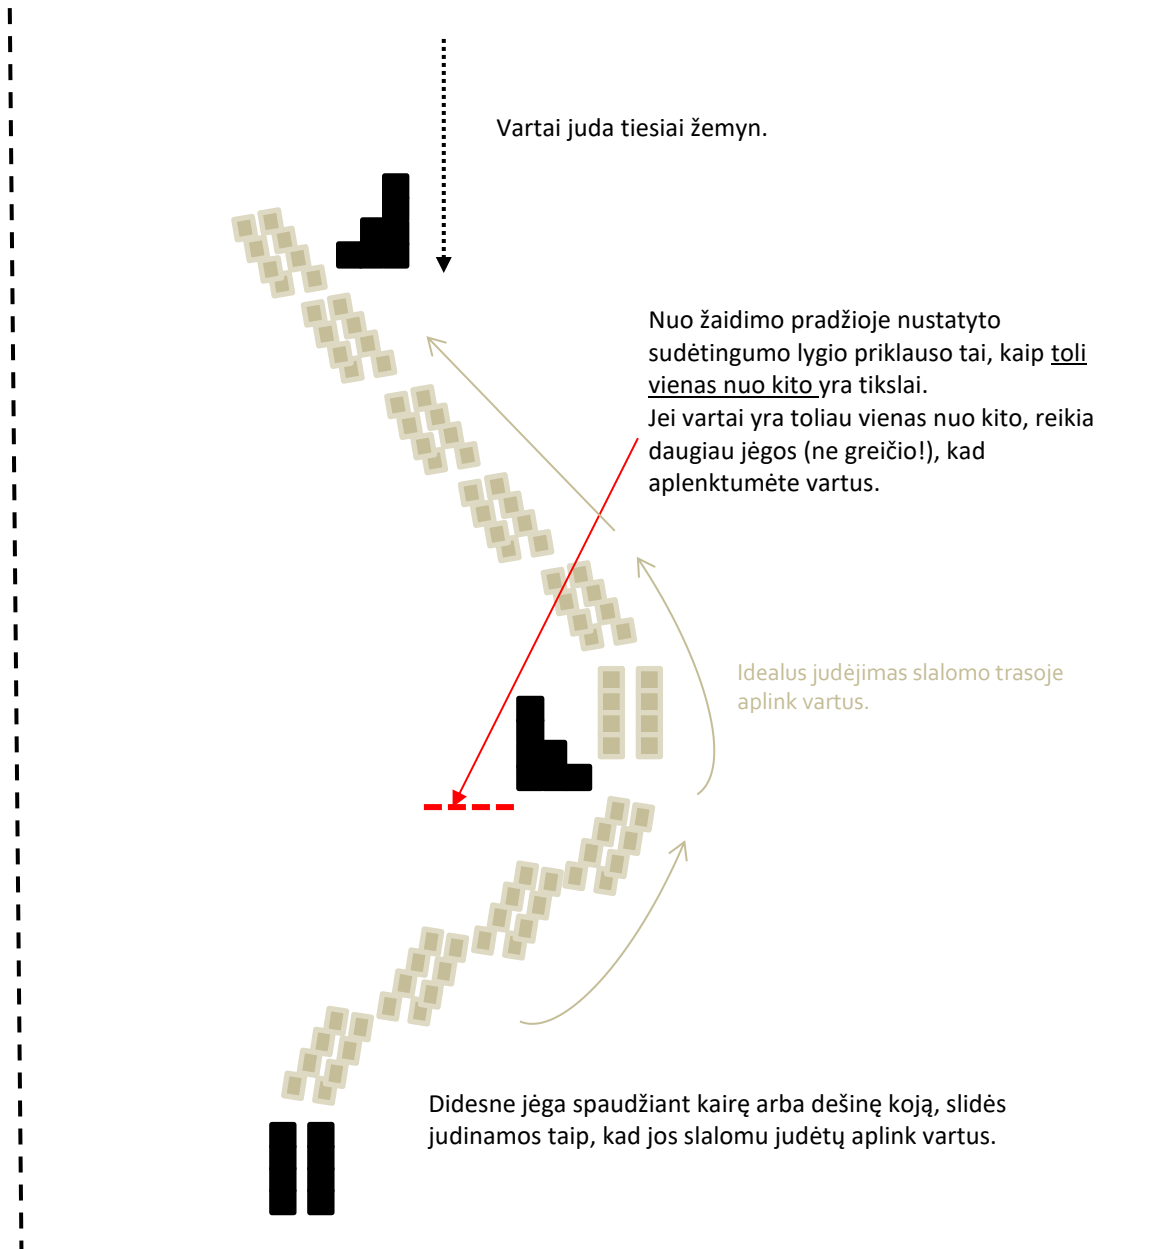 Vartai juda tiesiai žemyn.
Nuo žaidimo pradžioje nustatyto
sudėtingumo lygio priklauso tai, kaip toli
vienas nuo kito yra tikslai.
Jei vartai yra toliau vienas nuo kito, reikia
daugiau jėgos (ne greičio!), kad
aplenktumėte vartus.
Idealus judėjimas slalomo trasoje
aplink vartus.
Didesne jėga spaudžiant kairę arba dešinę koją, slidės
judinamos taip, kad jos slalomu judėtų aplink vartus.